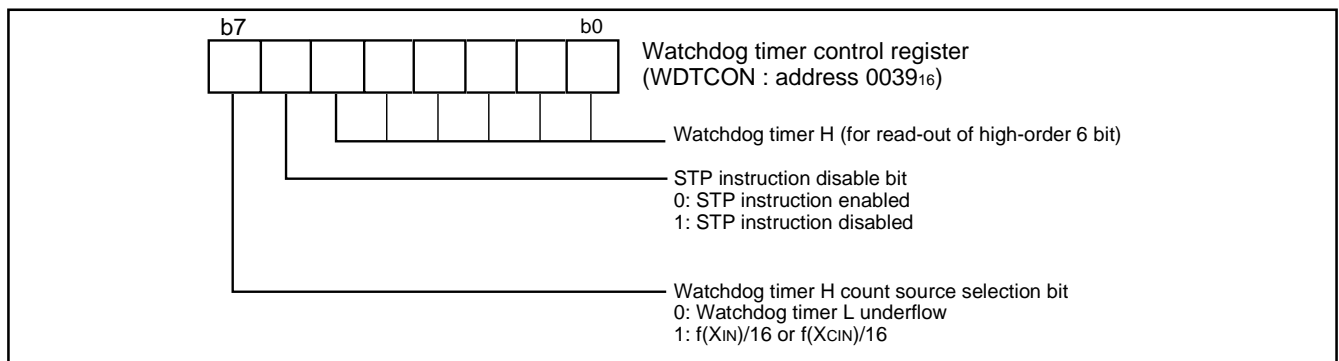 b7 b0
Watchdog timer control register
(WDTCON : address 003916)
Watchdog timer H (for read-out of high-order 6 bit)
STP instruction disable bit
0: STP instruction enabled
1: STP instruction disabled
Watchdog timer H count source selection bit
0: Watchdog timer L underflow
1: f(XIN)/16 or f(XCIN)/16